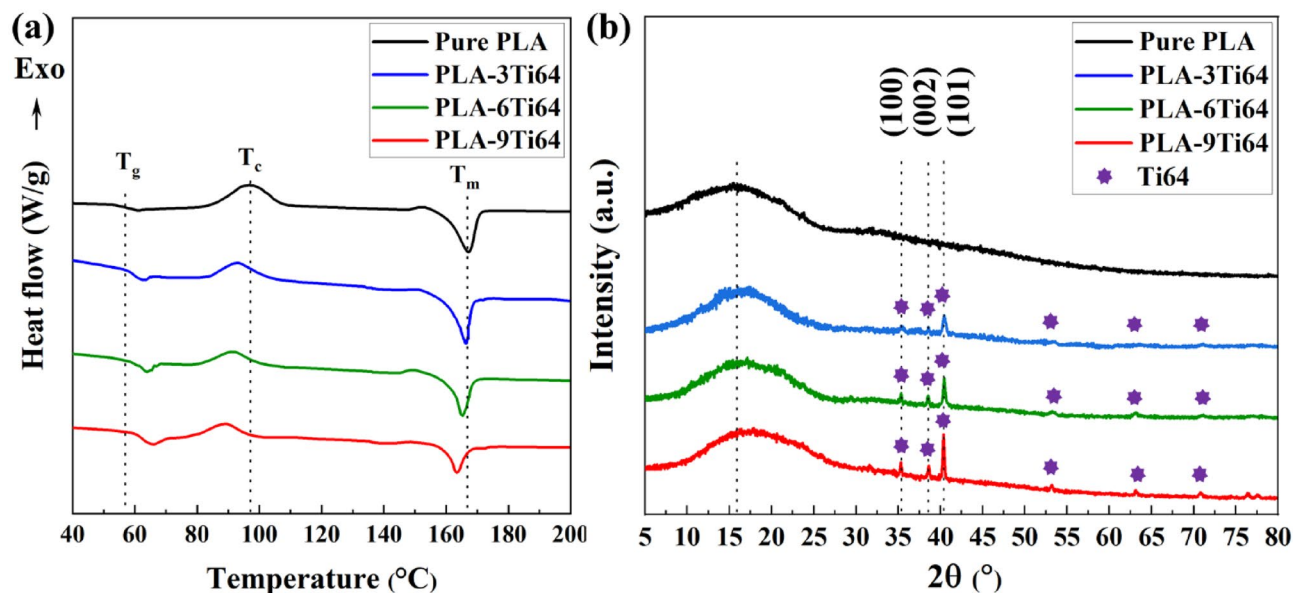 (a)
Exo
→
Heat flow (W/g)
Pure PLA
PLA-3Ti64
PLA-6Ti64
PLA-9Ti64
Tg
Tc
Tm
40 60 80 100 120 140 160 180 200
Temperature (°C)
(b)
Intensity (a.u.)
Pure PLA
PLA-3Ti64
PLA-6Ti64
PLA-9Ti64
Ti64
(100)
(002)
(101)
5 10 15 20 25 30 35 40 45 50 55 60 65 70 75 80
2θ (°)